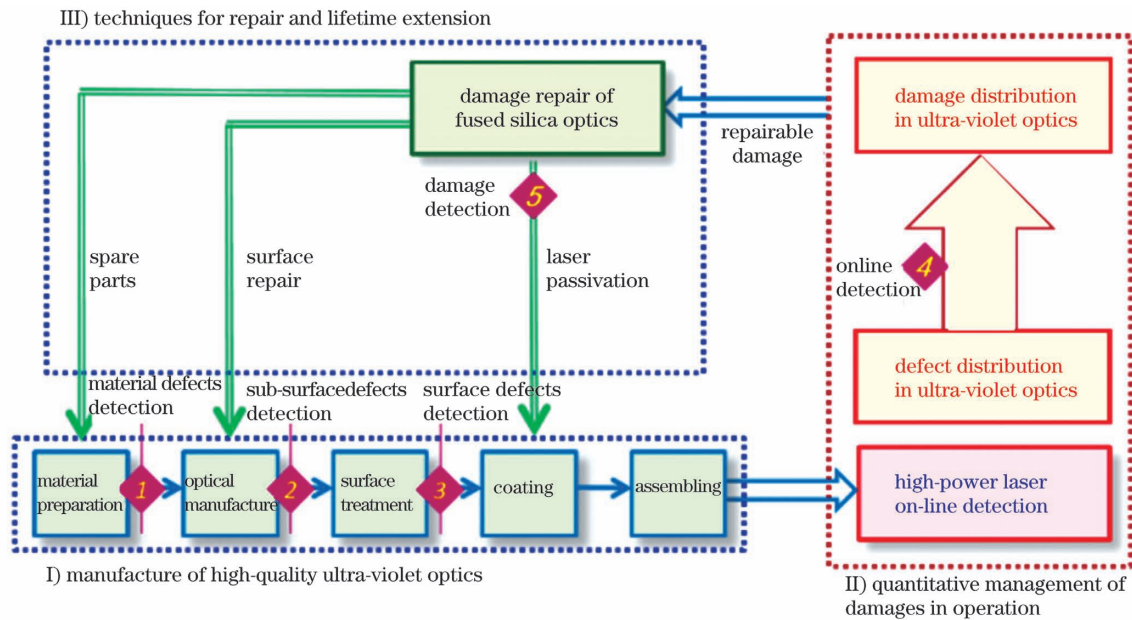 III) techniques for repair and lifetime extension
damage repair of
fused silica optics
repairable
damage
damage distribution
in ultra-violet optics
damage
detection
5
spare
parts
surface
repair
laser
passivation
online
detection
4
defect distribution
in ultra-violet optics
material defects
detection
sub-surfacedefects
detection
surface defects
detection
material
preparation
1
optical
manufacture
2
surface
treatment
3
coating
assembling
high-power laser
on-line detection
I) manufacture of high-quality ultra-violet optics
II) quantitative management of
damages in operation